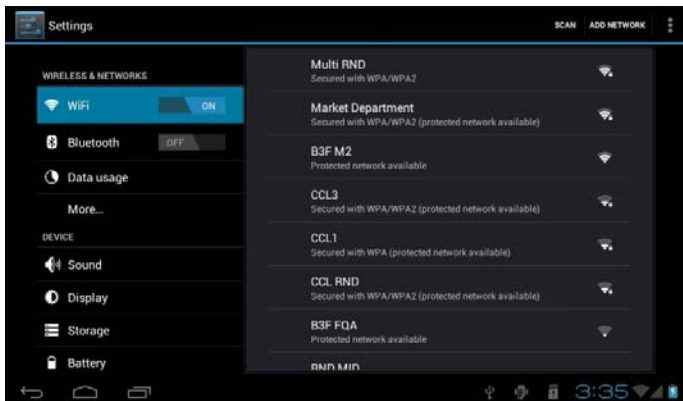 Settings
SCAN ADD NETWORK
WIRELESS & NETWORKS
WiFi ON
Bluetooth OFF
Data usage
More...
DEVICE
Sound
Display
Storage
Battery
Multi RND
Secured with WPA/WPA2
Market Department
Secured with WPA/WPA2 (protected network available)
B3F M2
Protected network available
CCL3
Secured with WPA/WPA2 (protected network available)
CCL1
Secured with WPA (protected network available)
CCL RND
Secured with WPA/WPA2 (protected network available)
B3F FQA
Protected network available
RND MID
3:35